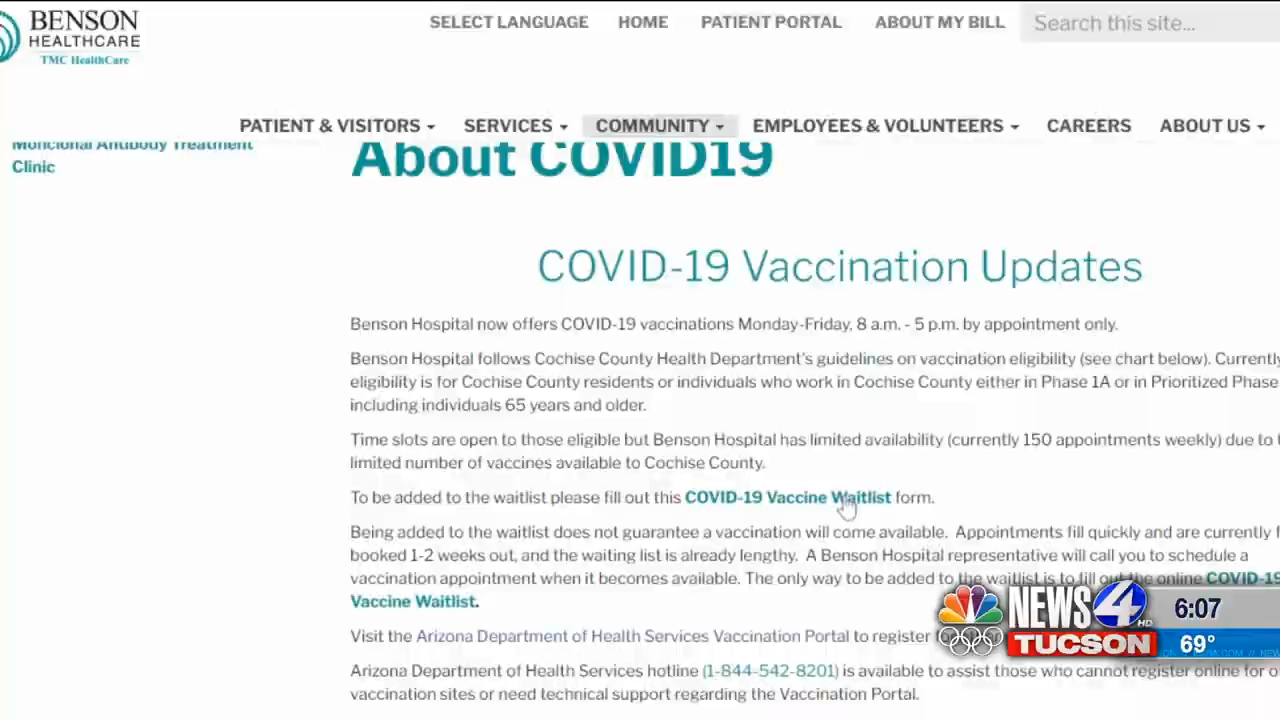 BENSON
HEALTHCARE
TMC HealthCare
SELECT LANGUAGE HOME PATIENT PORTAL ABOUT MY BILL Search this site...
PATIENT & VISITORS SERVICES COMMUNITY EMPLOYEES & VOLUNTEERS CAREERS ABOUT US
Monclonal Antibody Treatment
Clinic
About COVID19
COVID-19 Vaccination Updates
Benson Hospital now offers COVID-19 vaccinations Monday-Friday, 8 a.m. - 5 p.m. by appointment only.
Benson Hospital follows Cochise County Health Department's guidelines on vaccination eligibility (see chart below). Currently
eligibility is for Cochise County residents or individuals who work in Cochise County either in Phase 1A or in Prioritized Phase
including individuals 65 years and older.
Time slots are open to those eligible but Benson Hospital has limited availability (currently 150 appointments weekly) due to
limited number of vaccines available to Cochise County.
To be added to the waitlist please fill out this COVID-19 Vaccine Waitlist form.
Being added to the waitlist does not guarantee a vaccination will come available. Appointments fill quickly and are currently
booked 1-2 weeks out, and the waiting list is already lengthy. A Benson Hospital representative will call you to schedule a
vaccination appointment when it becomes available. The only way to be added to the waitlist is to fill out the online COVID-19
Vaccine Waitlist.
Visit the Arizona Department of Health Services Vaccination Portal to register
Arizona Department of Health Services hotline (1-844-542-8201) is available to assist those who cannot register online for
vaccination sites or need technical support regarding the Vaccination Portal.
NEWS 4 HD
TUCSON
6:07
69°